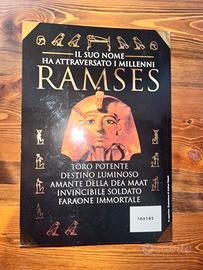 IL SUO NOME
HA ATTRAVERSATO I MILLENNI
RAMSES
TORO POTENTE
DESTINO LUMINOSO
AMANTE DELLA DEA MAAT
INVINCIBILE SOLDATO
FARAONE IMMORTALE
165142